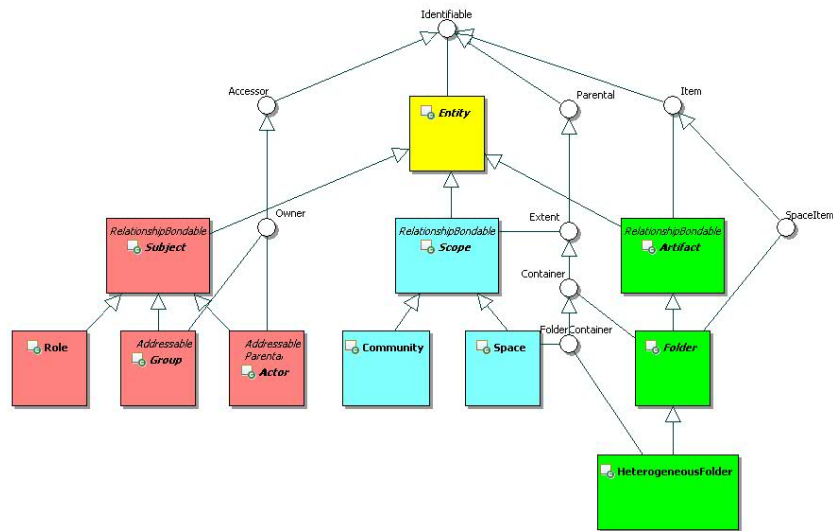 Identifiable
Accessor
Parental
Item
Entity
Owner
Extent
SpaceItem
RelationshipBondable
Subject
RelationshipBondable
Scope
RelationshipBondable
Artifact
Container
FolderContainer
Role
Addressable
Group
Addressable
Parental
Actor
Community
Space
Folder
HeterogeneousFolder